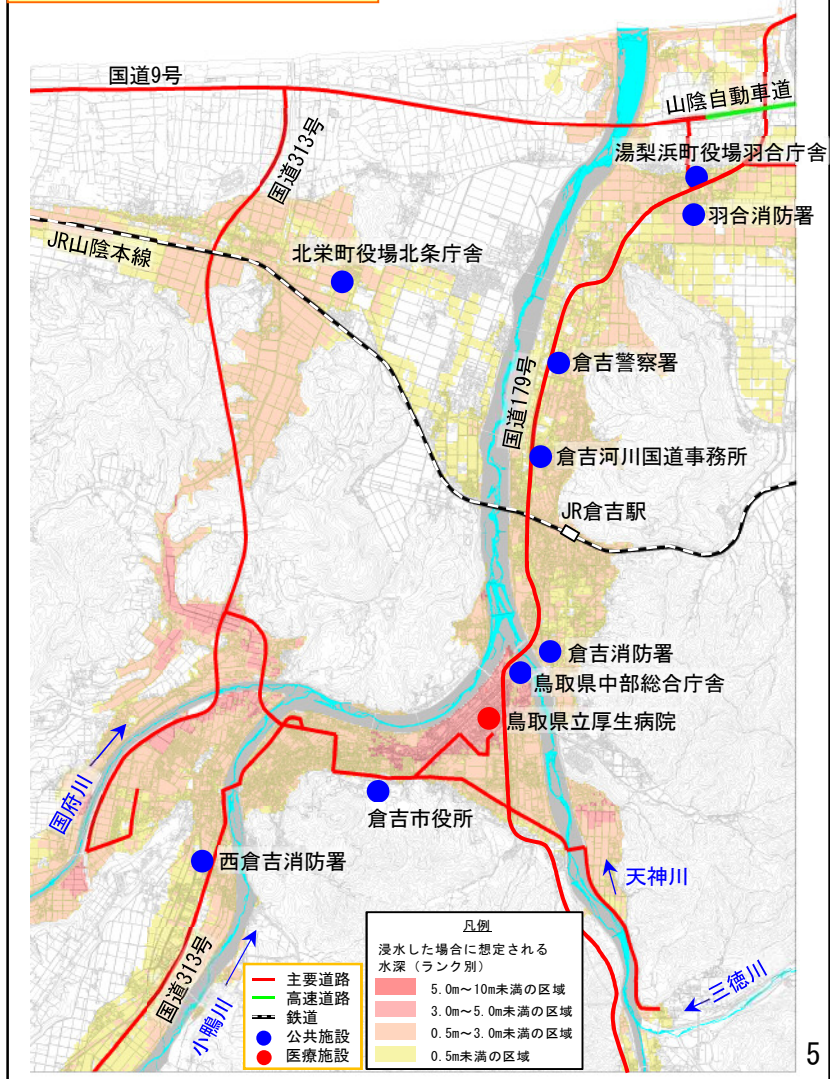 国道9号
山陰自動車道
国道313号
湯梨浜町役場羽合庁舎
羽合消防署
JR山陰本線
北栄町役場北条庁舎
倉吉警察署
国道179号
倉吉河川国道事務所
JR倉吉駅
倉吉消防署
鳥取県中部総合庁舎
鳥取県立厚生病院
国府川
倉吉市役所
西倉吉消防署
天神川
国道313号
小鴨川
三徳川
主要道路
高速道路
鉄道
公共施設
医療施設
凡例
浸水した場合に想定される
水深（ランク別）
5.0m～10m未満の区域
3.0m～5.0m未満の区域
0.5m～3.0m未満の区域
0.5m未満の区域
5